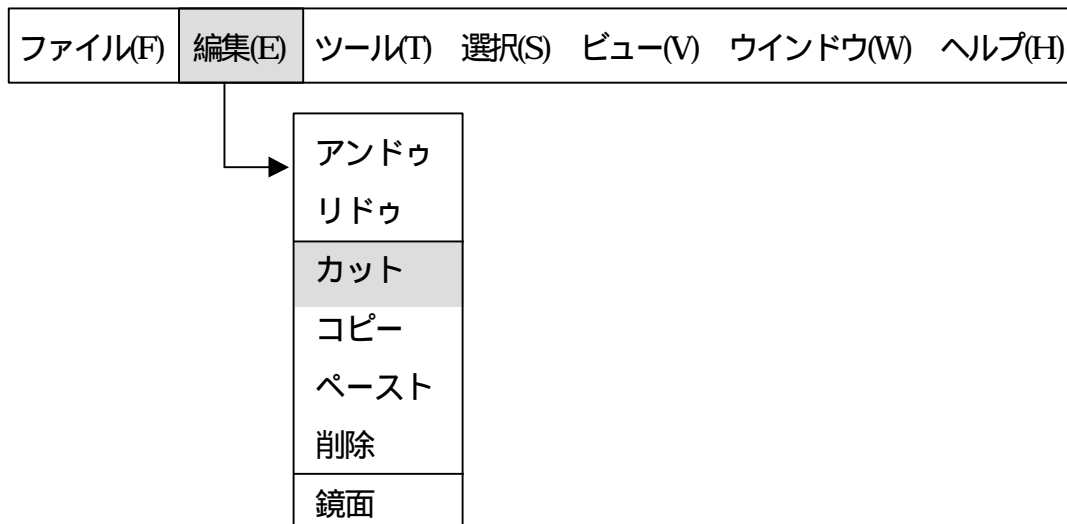 ファイル(F) 編集(E) ツール(T) 選択(S) ビュー(V) ウインドウ(W) ヘルプ(H)
アンドゥ
リドゥ
カット
コピー
ペースト
削除
鏡面